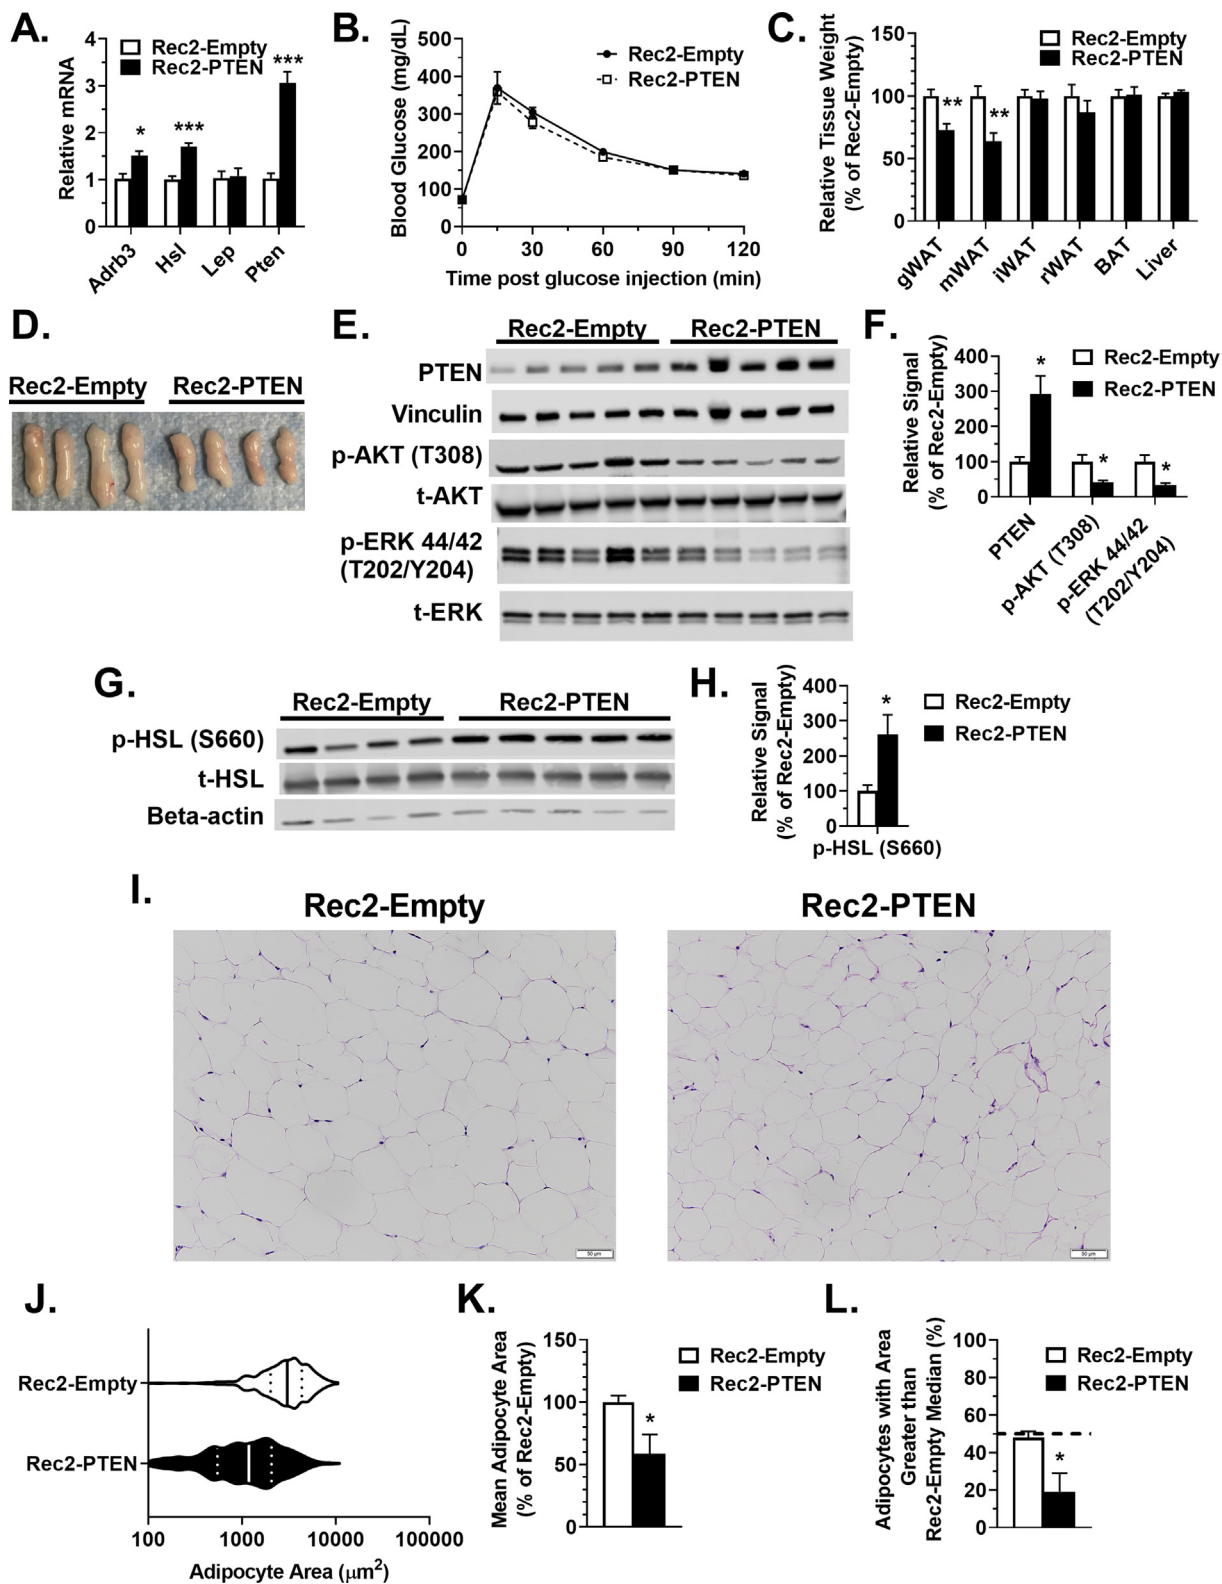 A.
Relative mRNA
4
3
2
1
0
Rec2-Empty
Rec2-PTEN
*
***
***
Adrb3
Hsl
Lep
Pten
B.
Blood Glucose (mg/dL)
500
400
300
200
100
0
Rec2-Empty
Rec2-PTEN
0
30
60
90
120
Time post glucose injection (min)
C.
Relative Tissue Weight
(% of Rec2-Empty)
150
100
50
0
Rec2-Empty
Rec2-PTEN
**
**
gWAT
mWAT
iWAT
rWAT
BAT
Liver
D.
Rec2-Empty
Rec2-PTEN
E.
Rec2-Empty
Rec2-PTEN
PTEN
Vinculin
p-AKT (T308)
t-AKT
p-ERK 44/42
(T202/Y204)
t-ERK
F.
Relative Signal
(% of Rec2-Empty)
400
300
200
100
0
Rec2-Empty
Rec2-PTEN
*
*
*
PTEN
p-AKT (T308)
p-ERK 44/42
(T202/Y204)
G.
Rec2-Empty
Rec2-PTEN
p-HSL (S660)
t-HSL
Beta-actin
H.
Relative Signal
(% of Rec2-Empty)
400
300
200
100
0
*
Rec2-Empty
Rec2-PTEN
p-HSL (S660)
I.
Rec2-Empty
Rec2-PTEN
50 µm
50 µm
J.
Rec2-Empty
Rec2-PTEN
100
1000
10000
100000
Adipocyte Area (µm²)
K.
Mean Adipocyte Area
(% of Rec2-Empty)
150
100
50
0
*
Rec2-Empty
Rec2-PTEN
L.
Adipocytes with Area
Greater than
Rec2-Empty Median (%)
100
80
60
40
20
0
*
Rec2-Empty
Rec2-PTEN